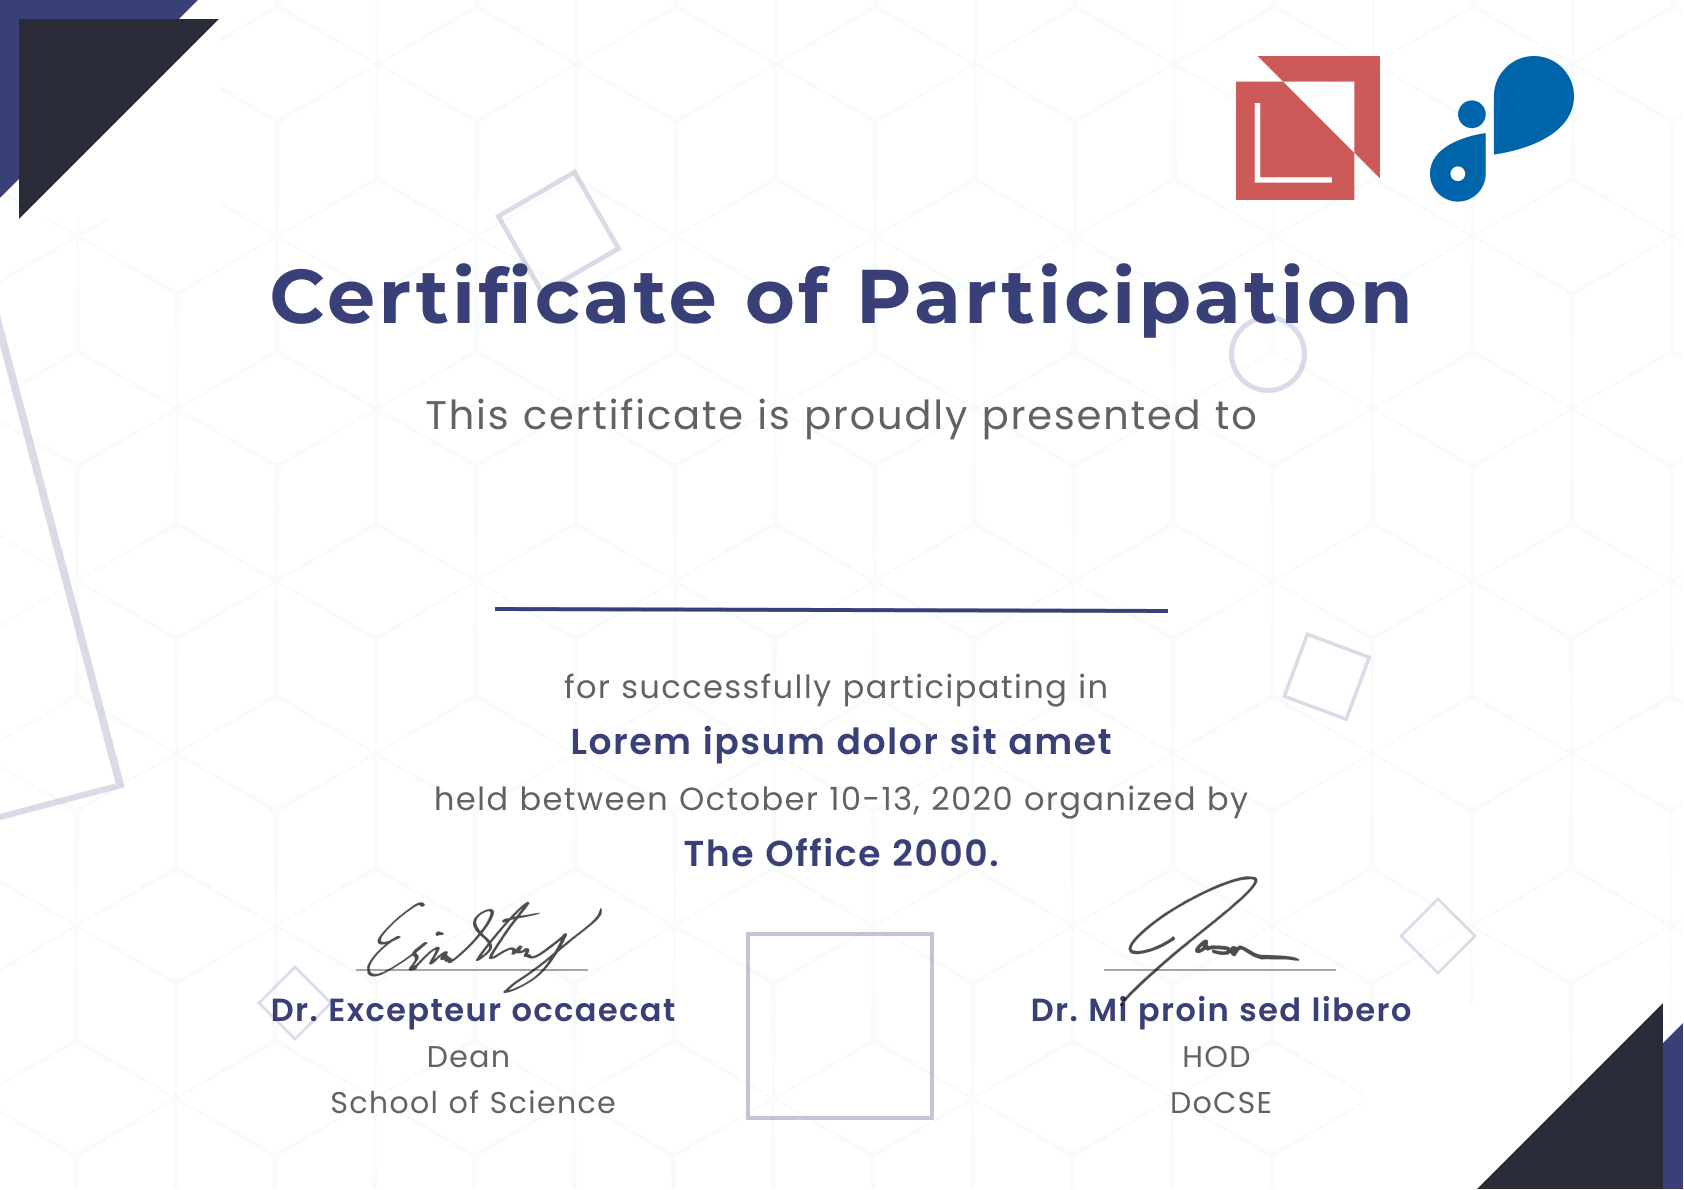 Certificate of Participation
This certificate is proudly presented to
for successfully participating in
Lorem ipsum dolor sit amet
held between October 10-13, 2020 organized by
The Office 2000.
Dr. Excepteur occaecat
Dean
School of Science
Jason
Dr. Mi proin sed libero
HOD
DoCSE